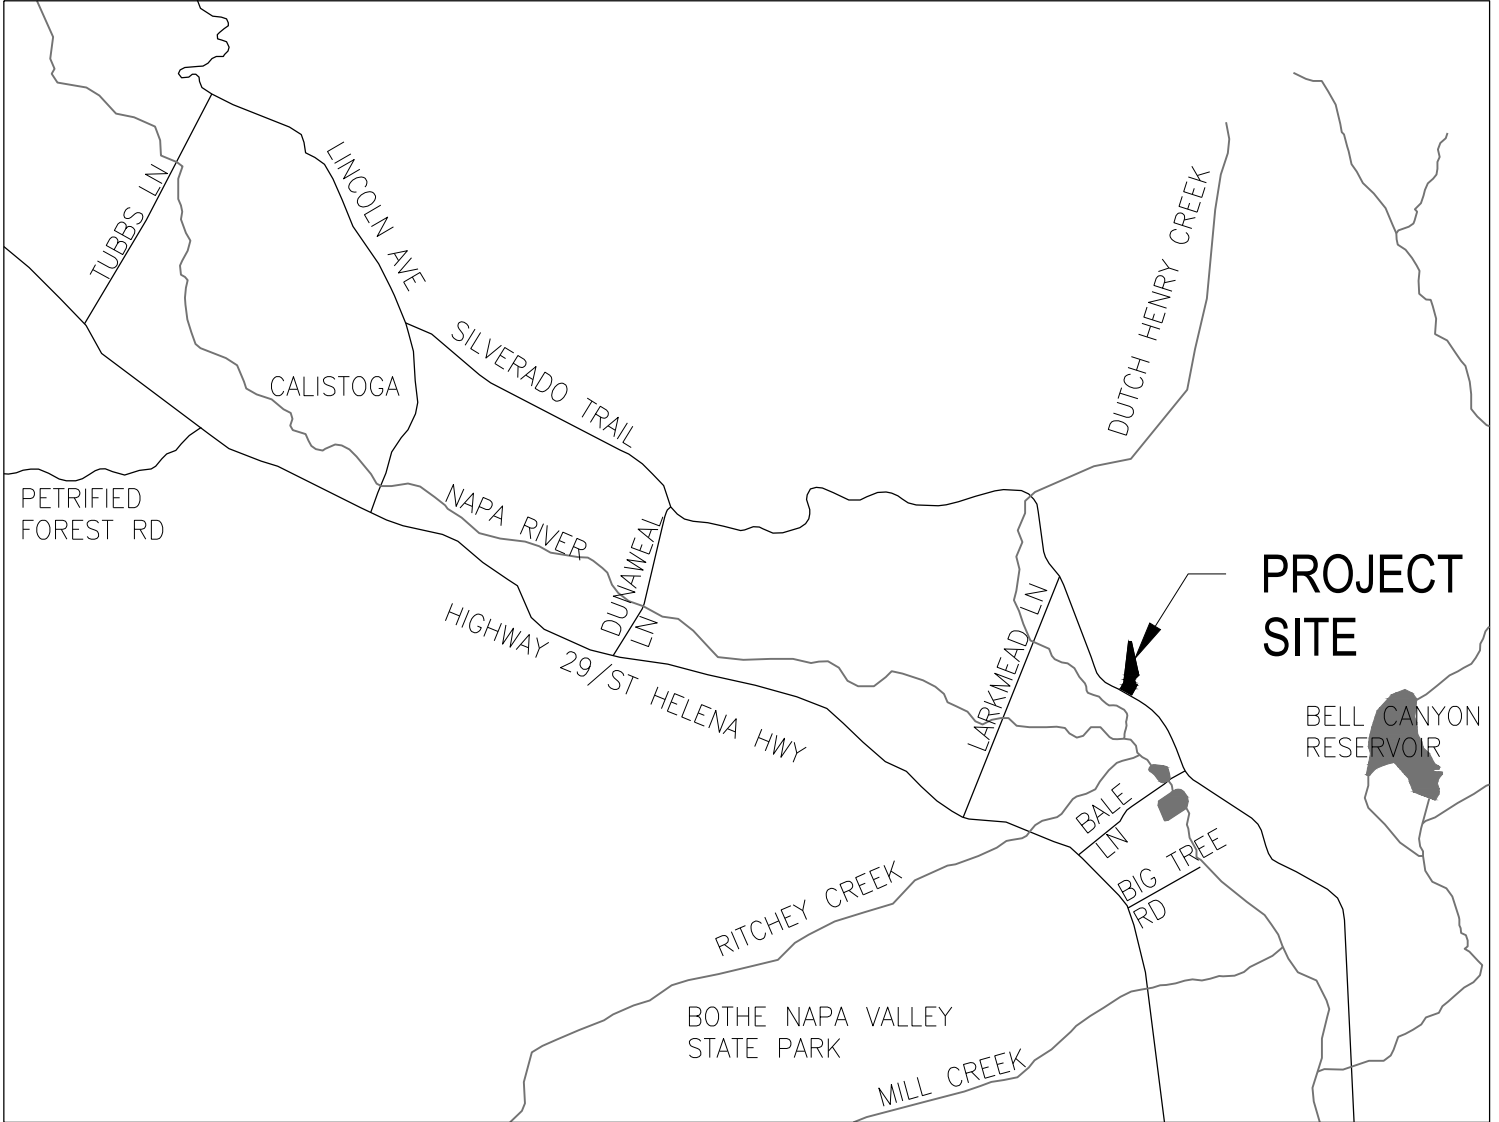 TUBBS LN
LINCOLN AVE
DUTCH HENRY CREEK
SILVERADO TRAIL
CALISTOGA
PETRIFIED
FOREST RD
NAPA RIVER
DUNAWEAL
LN
HIGHWAY 29/ST HELENA HWY
LARKMEAD LN
PROJECT
SITE
BELL CANYON
RESERVOIR
BALE
LN
BIG TREE
RD
RITCHEY CREEK
BOTHE NAPA VALLEY
STATE PARK
MILL CREEK